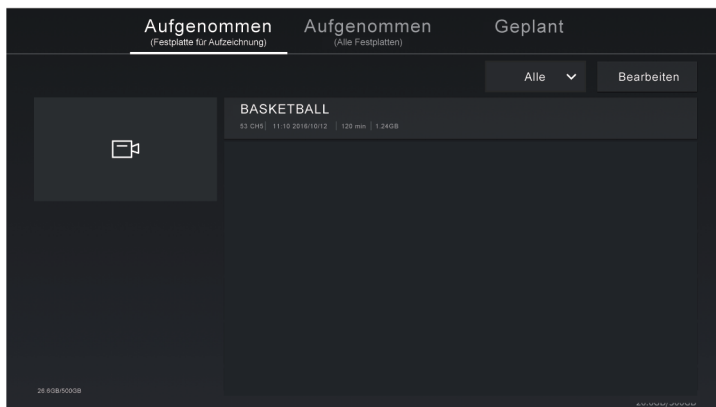 Aufgenommen
(Festplatte für Aufzeichnung)
Aufgenommen
(Alle Festplatten)
Geplant
Alle
Bearbeiten
BASKETBALL
53 CH5| 11:10 2016/10/12 | 120 min | 1.24GB
26.6GB/500GB